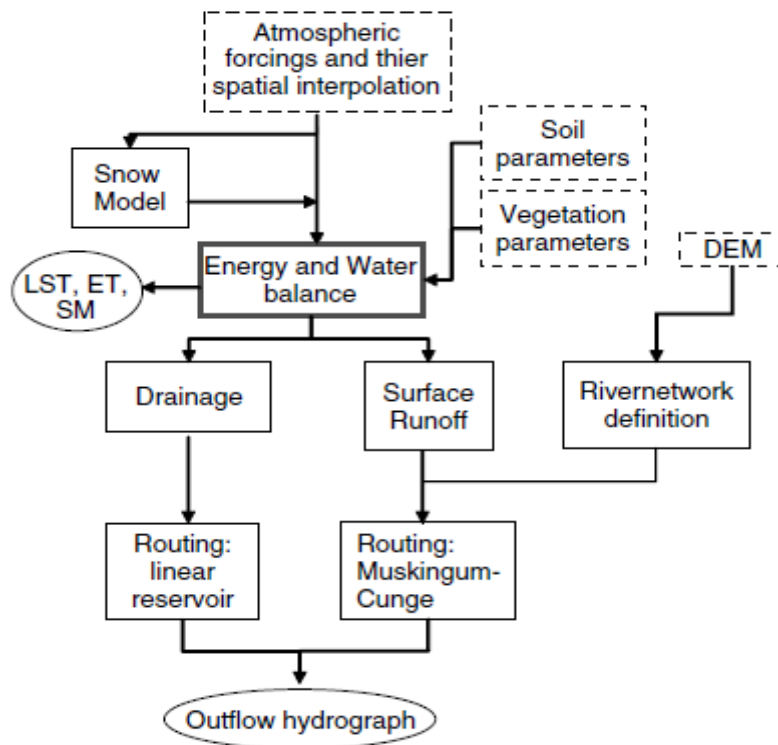 Atmospheric
forcings and thier
spatial interpolation
Soil
parameters
Snow
Model
Vegetation
parameters
DEM
Energy and Water
balance
LST, ET,
SM
Drainage
Surface
Runoff
Rivernetwork
definition
Routing:
linear
reservoir
Routing:
Muskingum-
Cunge
Outflow hydrograph